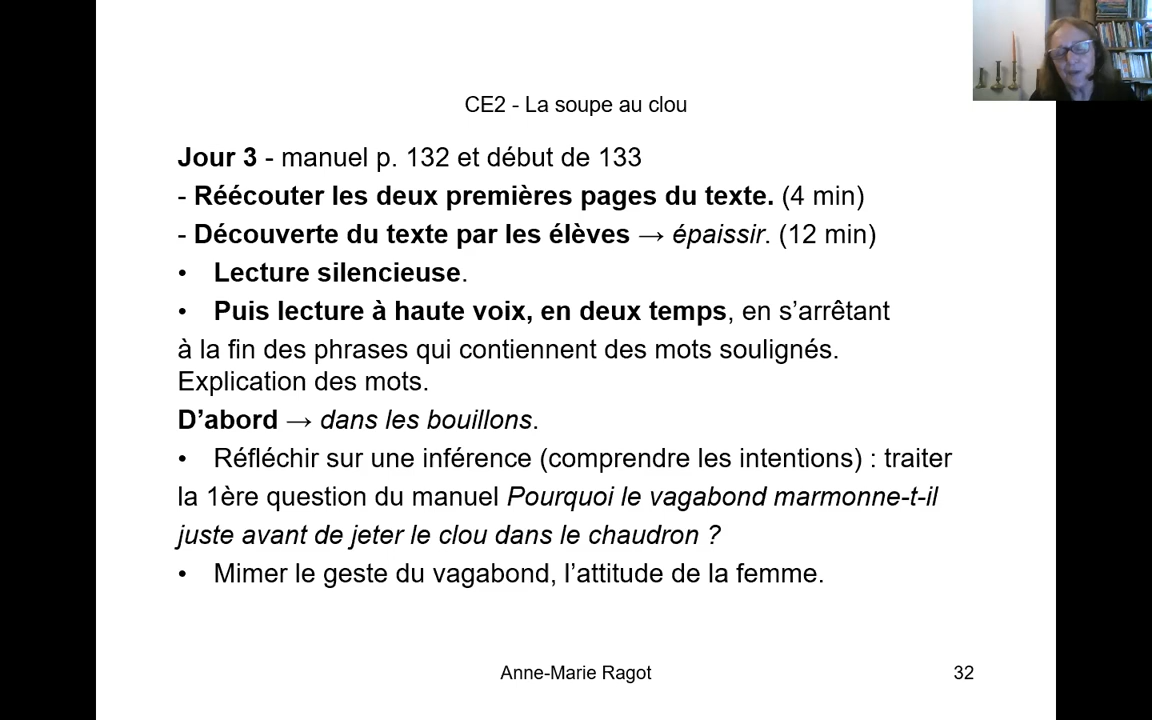 CE2 - La soupe au clou
Jour 3 - manuel p. 132 et début de 133
- Réécouter les deux premières pages du texte. (4 min)
- Découverte du texte par les élèves → épaissir. (12 min)
• Lecture silencieuse.
• Puis lecture à haute voix, en deux temps, en s’arrêtant
à la fin des phrases qui contiennent des mots soulignés.
Explication des mots.
D’abord → dans les bouillons.
• Réfléchir sur une inférence (comprendre les intentions) : traiter
la 1ère question du manuel Pourquoi le vagabond marmonne-t-il
juste avant de jeter le clou dans le chaudron ?
• Mimer le geste du vagabond, l’attitude de la femme.
Anne-Marie Ragot
32